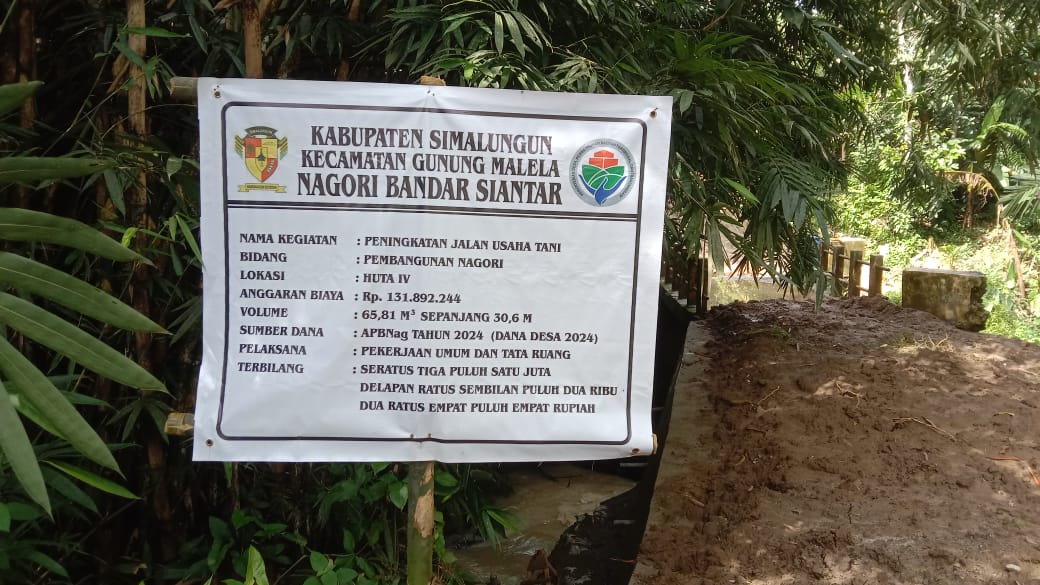 KABUPATEN SIMALUNGUN
KECAMATAN GUNUNG MALELA
NAGORI BANDAR SIANTAR
NAMA KEGIATAN : PENINGKATAN JALAN USAHA TANI
BIDANG : PEMBANGUNAN NAGORI
LOKASI : HUTA IV
ANGGARAN BIAYA : Rp. 131.892.244
VOLUME : 65,81 M³ SEPANJANG 30,6 M
SUMBER DANA : APBNag TAHUN 2024 (DANA DESA 2024)
PELAKSANA : PEKERJAAN UMUM DAN TATA RUANG
TERBILANG : SERATUS TIGA PULUH SATU JUTA
DELAPAN RATUS SEMBILAN PULUH DUA RIBU
DUA RATUS EMPAT PULUH EMPAT RUPIAH